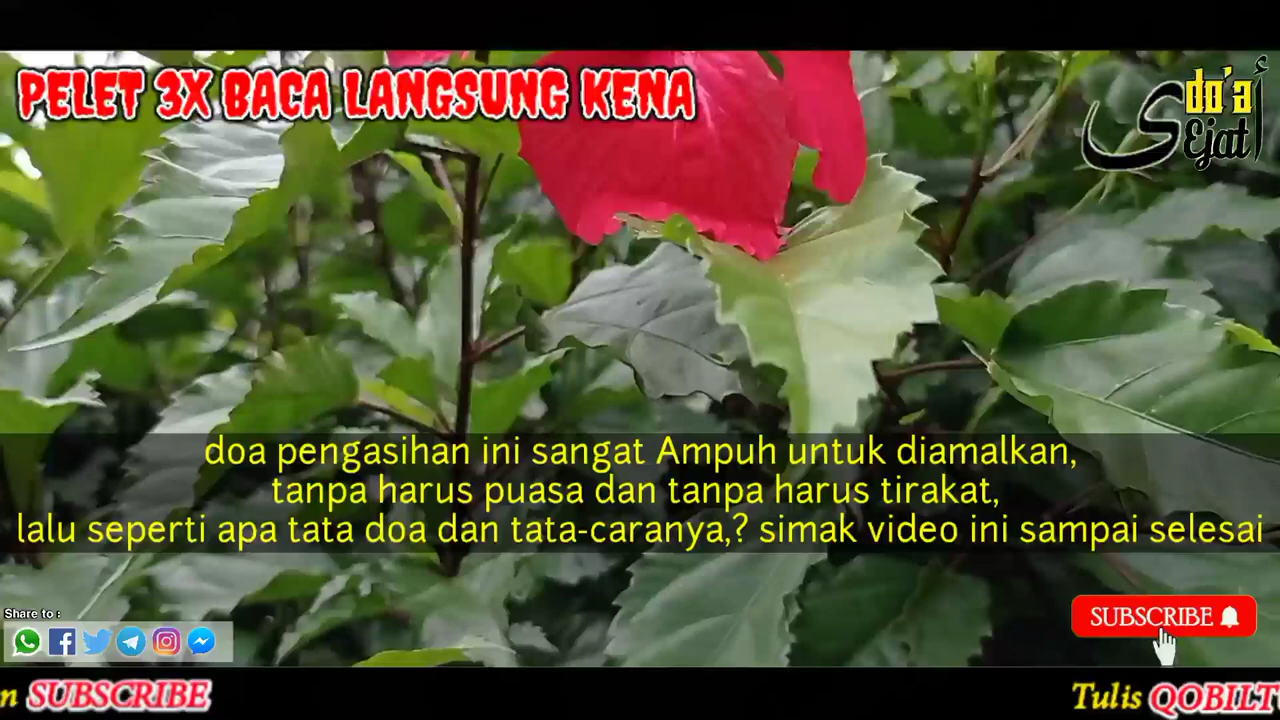 PELET 3X BACA LANGSUNG KENA
do'a
Ejati
doa pengasihan ini sangat Ampuh untuk diamalkan,
tanpa harus puasa dan tanpa harus tirakat,
lalu seperti apa tata doa dan tata-caranya,? simak video ini sampai selesai
Share to :
SUBSCRIBE
n SUBSCRIBE
Tulis QOBILT